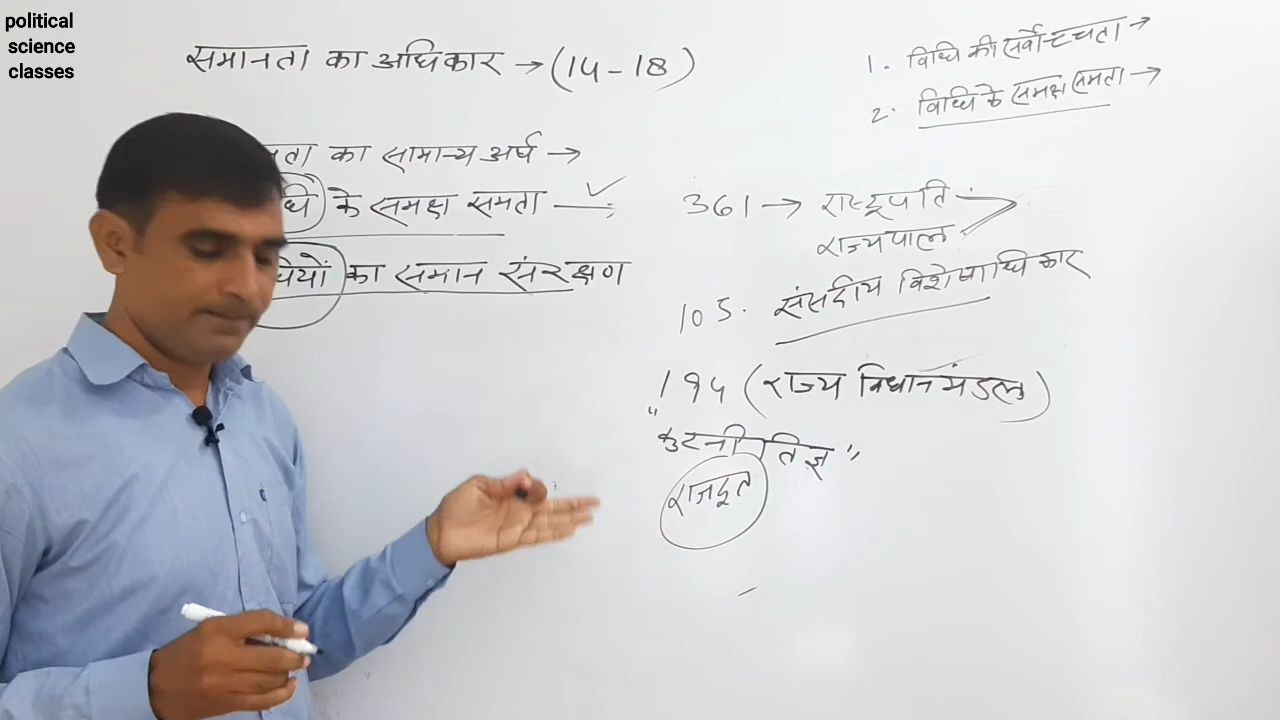 political
science
classes
समानता का अधिकार → (14-18)
ता का सामान्य अर्थ →
धि के समक्ष समता
यों का समान संरक्षण
1. विधि की सर्वोच्चता →
2. विधि के समक्ष समता →
361 → राष्ट्रपति
राज्यपाल
105. संसदीय विशेषाधिकार
194 (राज्य विधानमंडल)
"कुटनीतिज्ञ"
राजदूत